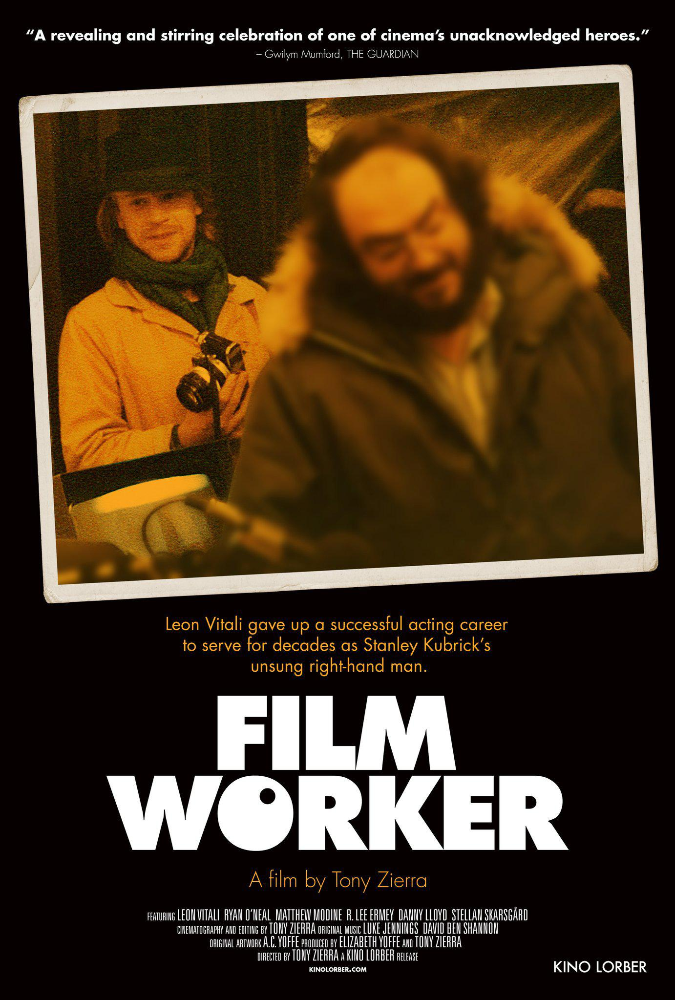 “A revealing and stirring celebration of one of cinema’s unacknowledged heroes.”
– Gwilym Mumford, THE GUARDIAN
Leon Vitali gave up a successful acting career
to serve for decades as Stanley Kubrick’s
unsung right-hand man.
FILM
WORKER
A film by Tony Zierra
FEATURING LEON VITALI RYAN O’NEAL MATTHEW MODINE R. LEE ERMEY DANNY LLOYD STELLAN SKARSGÅRD
CINEMATOGRAPHY AND EDITING BY TONY ZIERRA ORIGINAL MUSIC LUKE JENNINGS DAVID BEN SHANNON
ORIGINAL ARTWORK A.C. YOFFE PRODUCED BY ELIZABETH YOFFE AND TONY ZIERRA
DIRECTED BY TONY ZIERRA A KINO LORBER RELEASE
KINOLORBER.COM
KINO LORBER